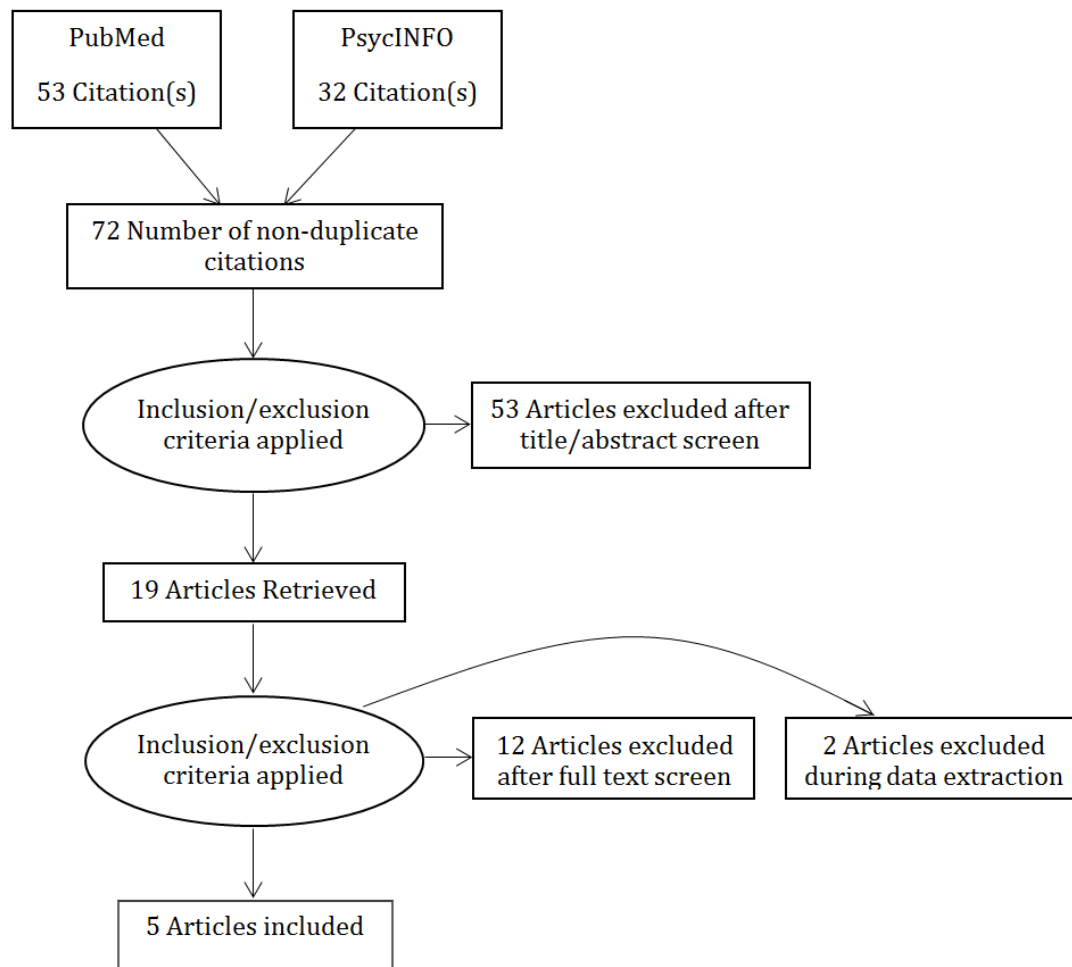 PubMed
53 Citation(s)
PsycINFO
32 Citation(s)
72 Number of non-duplicate
citations
Inclusion/exclusion
criteria applied
53 Articles excluded after
title/abstract screen
19 Articles Retrieved
Inclusion/exclusion
criteria applied
12 Articles excluded
after full text screen
2 Articles excluded
during data extraction
5 Articles included